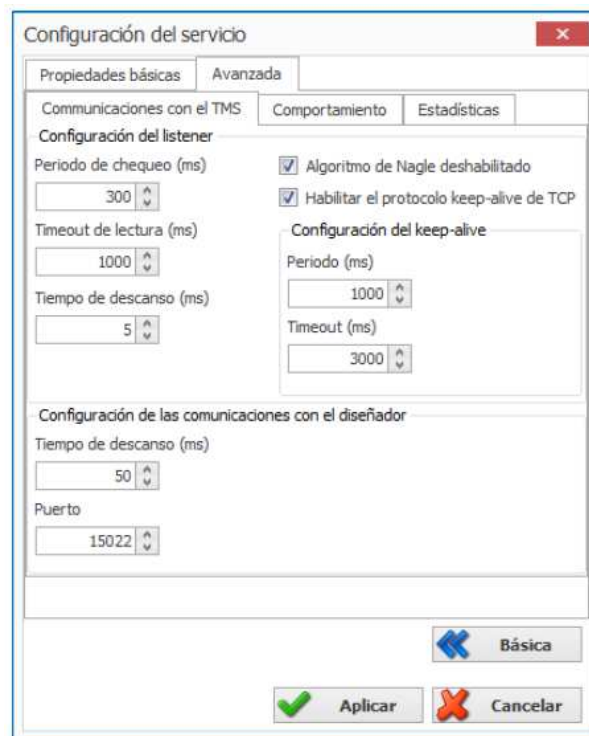 Configuración del servicio
Propiedades básicas
Avanzada
Communicaciones con el TMS
Comportamiento
Estadísticas
Configuración del listener
Periodo de chequeo (ms)
300
Timeout de lectura (ms)
1000
Tiempo de descanso (ms)
5
Algoritmo de Nagle deshabilitado
Habilitar el protocolo keep-alive de TCP
Configuración del keep-alive
Periodo (ms)
1000
Timeout (ms)
3000
Configuración de las comunicaciones con el diseñador
Tiempo de descanso (ms)
50
Puerto
15022
Básica
Aplicar
Cancelar